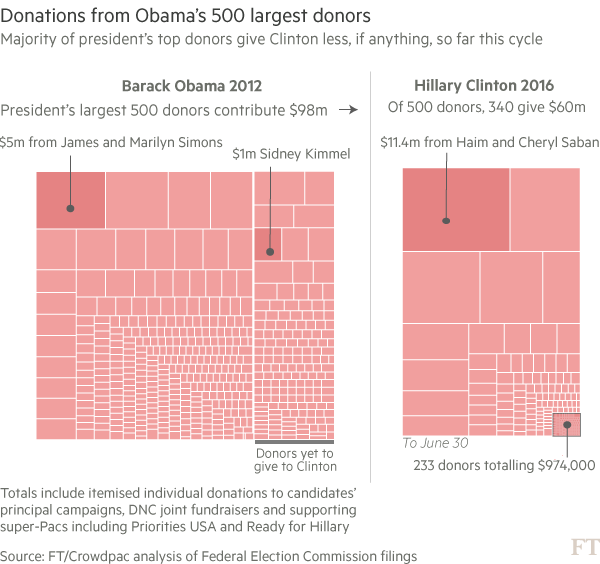 Donations from Obama's 500 largest donors
Majority of president's top donors give Clinton less, if anything, so far this cycle
Barack Obama 2012
President's largest 500 donors contribute $98m
Hillary Clinton 2016
Of 500 donors, 340 give $60m
$5m from James and Marilyn Simons
$1m Sidney Kimmel
$11.4m from Haim and Cheryl Saban
Donors yet to
give to Clinton
To June 30
233 donors totalling $974,000
Totals include itemised individual donations to candidates'
principal campaigns, DNC joint fundraisers and supporting
super-Pacs including Priorities USA and Ready for Hillary
Source: FT/Crowdpac analysis of Federal Election Commission filings
FT